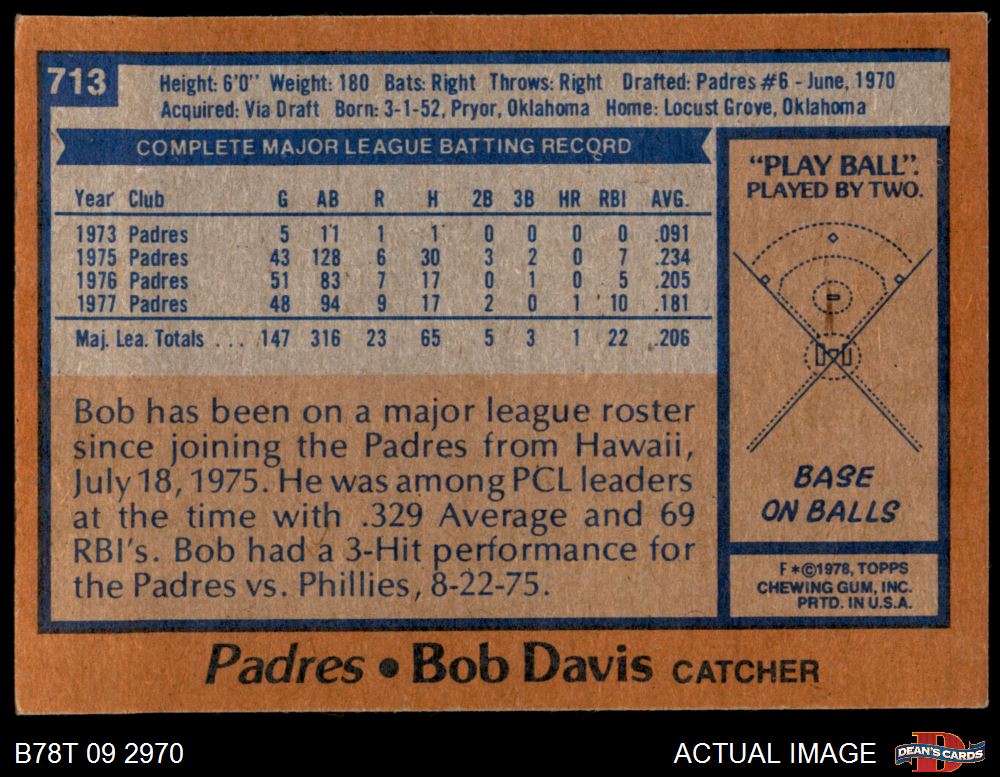 713
Height: 6'0" Weight: 180 Bats: Right Throws: Right Drafted: Padres #6 - June, 1970
Acquired: Via Draft Born: 3-1-52, Pryor, Oklahoma Home: Locust Grove, Oklahoma
COMPLETE MAJOR LEAGUE BATTING RECORD
Year Club G AB R H 2B 3B HR RBI AVG.
1973 Padres 5 11 1 1 0 0 0 0 .091
1975 Padres 43 128 6 30 3 2 0 7 .234
1976 Padres 51 83 7 17 0 1 0 5 .205
1977 Padres 48 94 9 17 2 0 1 10 .181
Maj. Lea. Totals . . . 147 316 23 65 5 3 1 22 .206
Bob has been on a major league roster
since joining the Padres from Hawaii,
July 18, 1975. He was among PCL leaders
at the time with .329 Average and 69
RBI's. Bob had a 3-Hit performance for
the Padres vs. Phillies, 8-22-75.
"PLAY BALL":
PLAYED BY TWO.
BASE
ON BALLS
F*©1978, TOPPS
CHEWING GUM, INC.
PRTD. IN U.S.A.
Padres • Bob Davis CATCHER
B78T 09 2970
ACTUAL IMAGE
D
DEAN'S CARDS